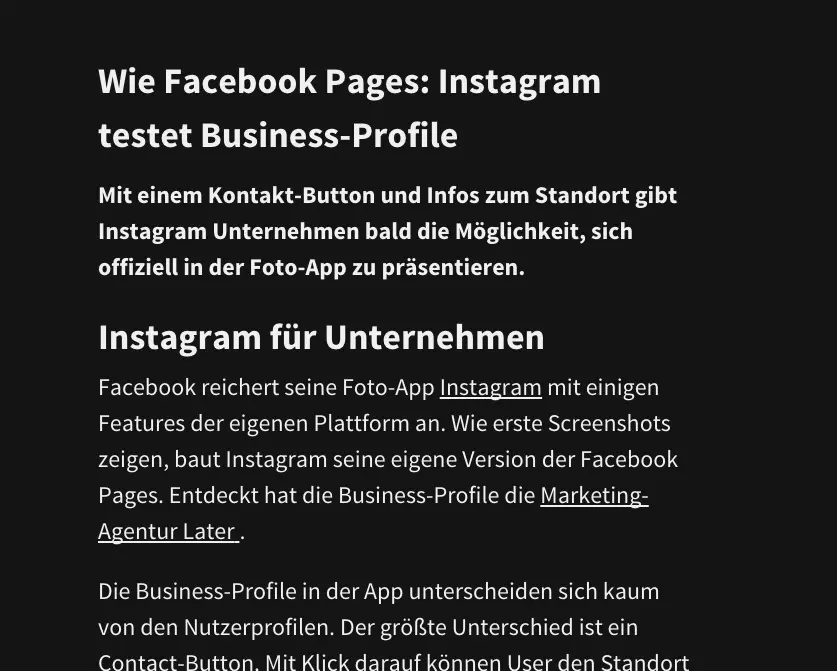 Wie Facebook Pages: Instagram
testet Business-Profile
Mit einem Kontakt-Button und Infos zum Standort gibt
Instagram Unternehmen bald die Möglichkeit, sich
offiziell in der Foto-App zu präsentieren.
Instagram für Unternehmen
Facebook reichert seine Foto-App Instagram mit einigen
Features der eigenen Plattform an. Wie erste Screenshots
zeigen, baut Instagram seine eigene Version der Facebook
Pages. Entdeckt hat die Business-Profile die Marketing-
Agentur Later .
Die Business-Profile in der App unterscheiden sich kaum
von den Nutzerprofilen. Der größte Unterschied ist ein
Contact-Button. Mit Klick darauf können User den Standort